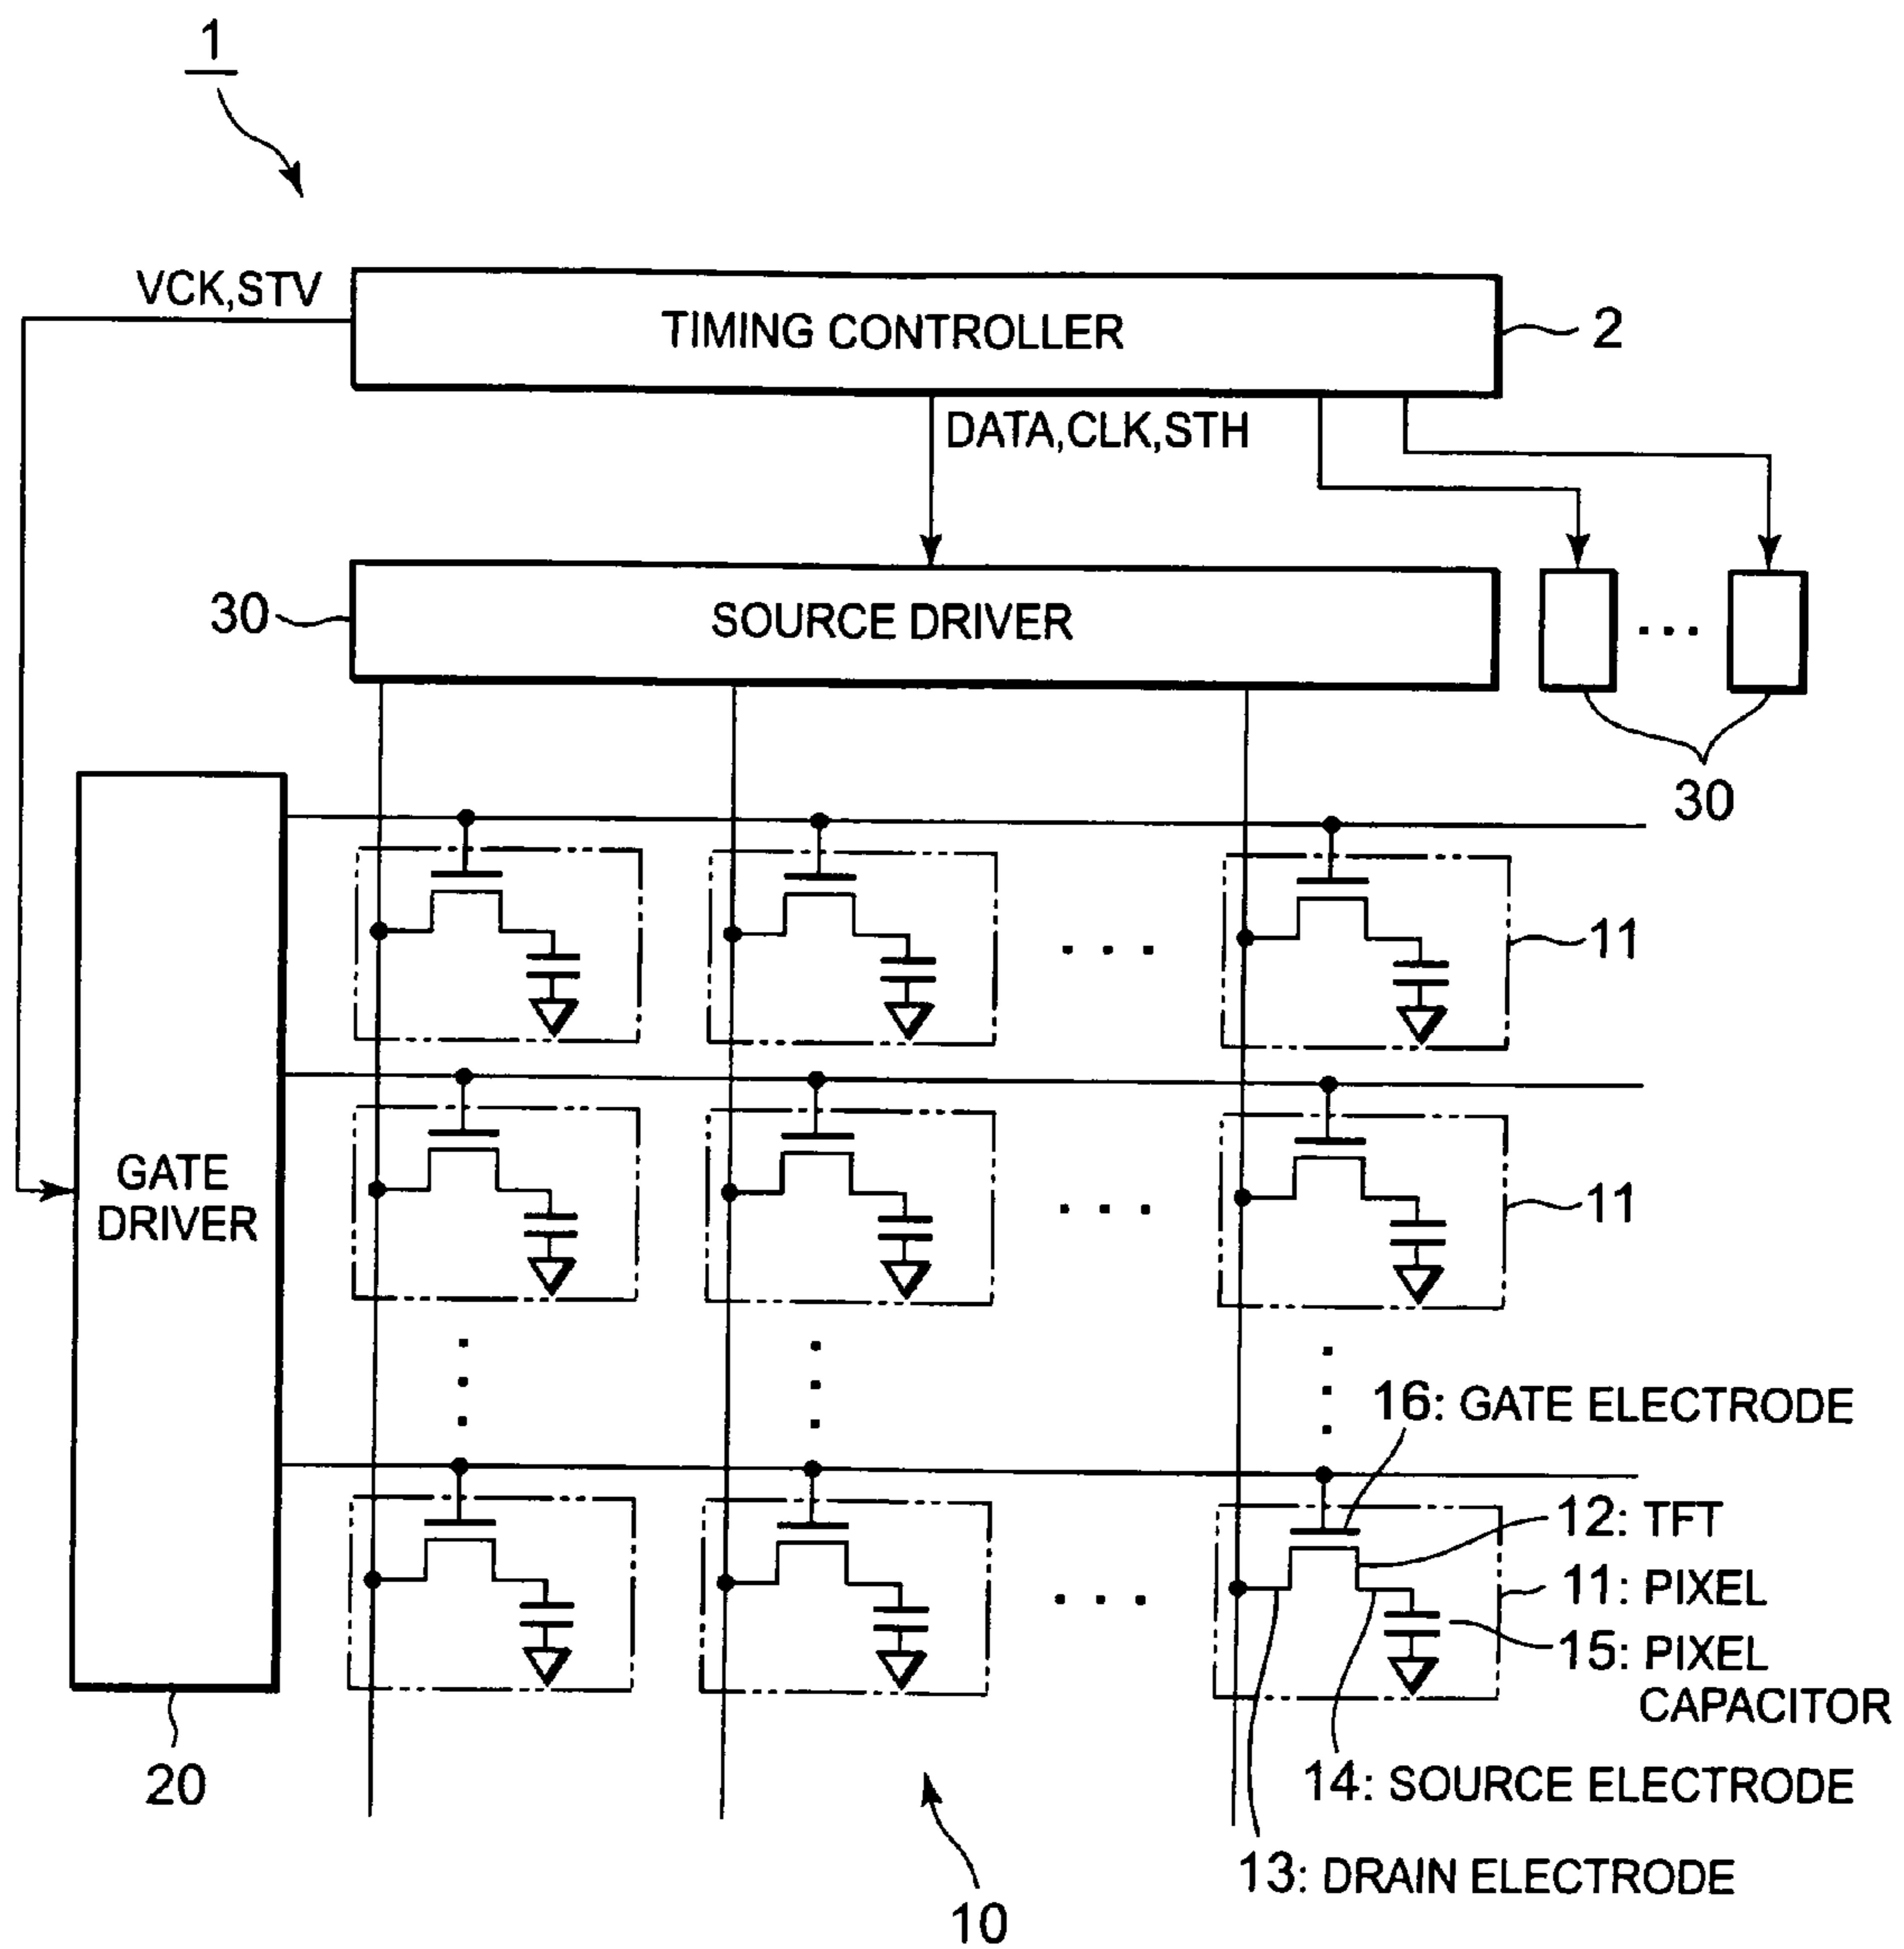 1
VCK,STV
TIMING CONTROLLER
2
DATA,CLK,STH
30
SOURCE DRIVER
30
11
GATE
DRIVER
11
16: GATE ELECTRODE
12: TFT
11: PIXEL
15: PIXEL
CAPACITOR
20
14: SOURCE ELECTRODE
13: DRAIN ELECTRODE
10